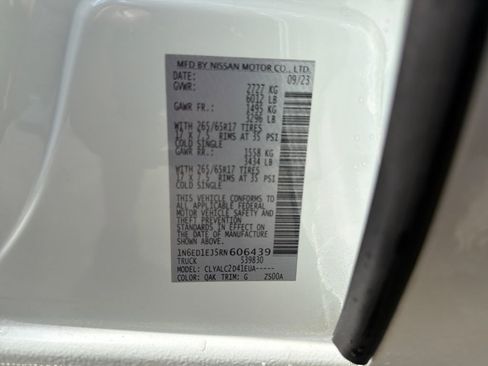 MFD BY NISSAN MOTOR CO., LTD.
DATE: 09/23
GVWR: 2727 KG
6012 LB
GAWR FR.: 1495 KG
3296 LB
WITH 265/65R17 TIRES
17 X 7.5 RIMS AT 35 PSI
COLD SINGLE
GAWR RR.: 1558 KG
3434 LB
WITH 265/65R17 TIRES
17 X 7.5 RIMS AT 35 PSI
COLD SINGLE
THIS VEHICLE CONFORMS TO
ALL APPLICABLE FEDERAL
MOTOR VEHICLE SAFETY AND
THEFT PREVENTION
STANDARDS IN EFFECT ON
THE DATE OF MANUFACTURE
SHOWN ABOVE.
1N6ED1EJ5RN606439
TRUCK 539830
MODEL: CLYALC2D41EUA-----
COLOR: QAK TRIM: G 2500A